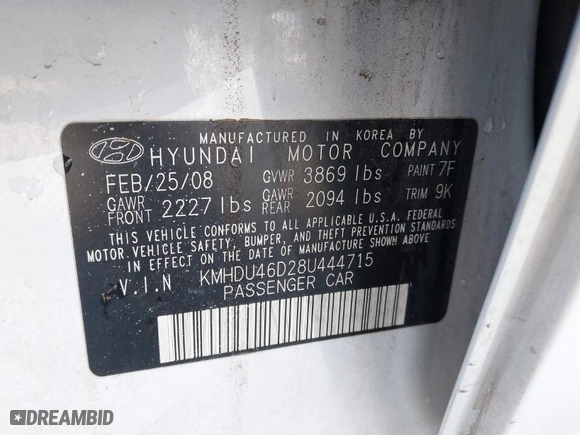 MANUFACTURED IN KOREA BY
HYUNDAI MOTOR COMPANY
FEB/25/08 GVWR 3869 lbs PAINT 7F
GAWR FRONT 2227 lbs GAWR REAR 2094 lbs TRIM 9K
THIS VEHICLE CONFORMS TO ALL APPLICABLE U.S.A. FEDERAL
MOTOR VEHICLE SAFETY, BUMPER, AND THEFT PREVENTION STANDARDS
IN EFFECT ON THE DATE OF MANUFACTURE SHOWN ABOVE.
V.I.N KMHDU46D28U444715
PASSENGER CAR
DREAMBID